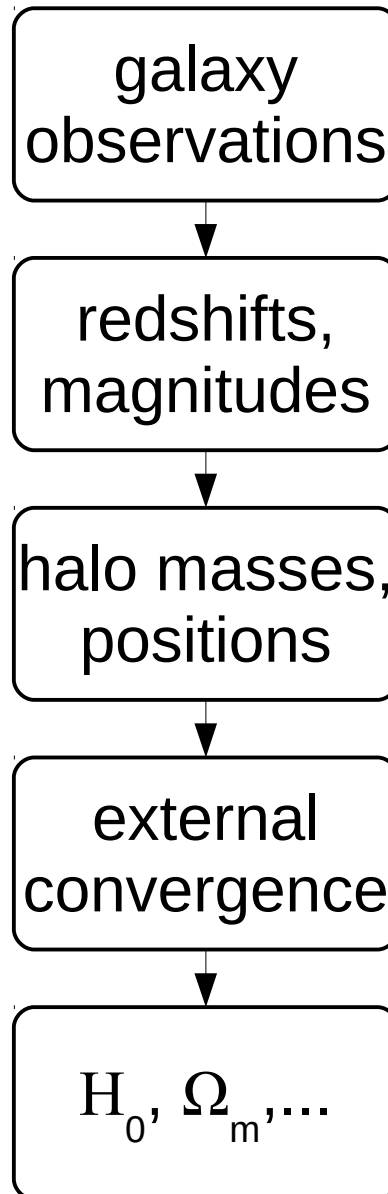 galaxy
observations
redshifts,
magnitudes
halo masses,
positions
external
convergence
H₀, Ωₘ,...